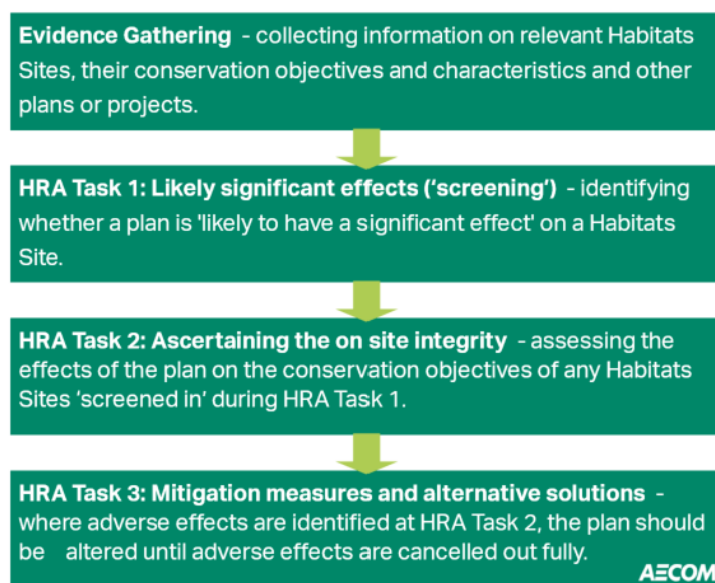 Evidence Gathering - collecting information on relevant Habitats
Sites, their conservation objectives and characteristics and other
plans or projects.
HRA Task 1: Likely significant effects (‘screening’) - identifying
whether a plan is 'likely to have a significant effect' on a Habitats
Site.
HRA Task 2: Ascertaining the on site integrity - assessing the
effects of the plan on the conservation objectives of any Habitats
Sites ‘screened in’ during HRA Task 1.
HRA Task 3: Mitigation measures and alternative solutions -
where adverse effects are identified at HRA Task 2, the plan should
be altered until adverse effects are cancelled out fully.
AECOM